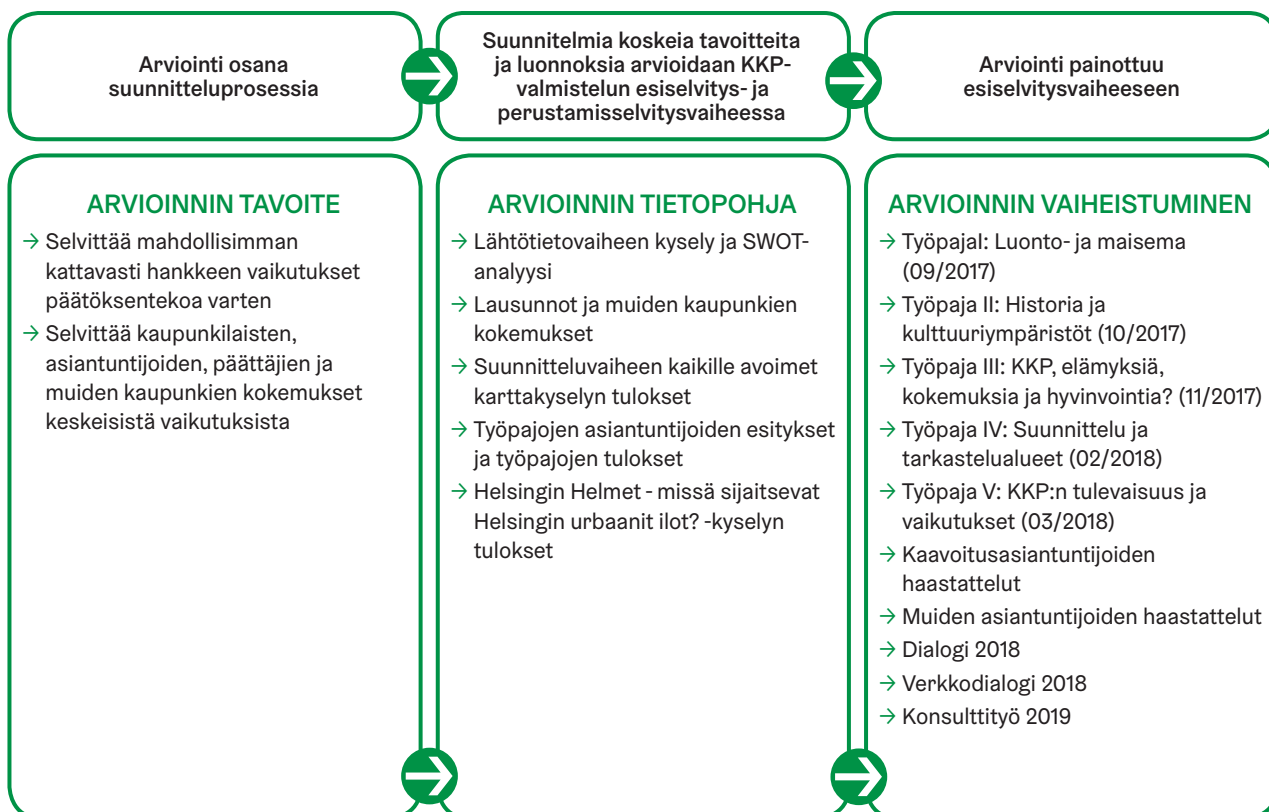 Arviointi osana
suunnitteluprosessia
Suunnitelmia koskeia tavoitteita
ja luonnoksia arvioidaan KKP-
valmistelun esiselvitys- ja
perustamisselvitysvaiheessa
Arviointi painottuu
esiselvitysvaiheeseen
ARVIOINNIN TAVOITE
→ Selvittää mahdollisimman
kattavasti hankkeen vaikutukset
päätöksentekoa varten
→ Selvittää kaupunkilaisten,
asiantuntijoiden, päättäjien ja
muiden kaupunkien kokemukset
keskeisistä vaikutuksista
ARVIOINNIN TIETOPOHJA
→ Lähtötietovaiheen kysely ja SWOT-
analyysi
→ Lausunnot ja muiden kaupunkien
kokemukset
→ Suunnitteluvaiheen kaikille avoimet
karttakyselyn tulokset
→ Työpajojen asiantuntijoiden esitykset
ja työpajojen tulokset
→ Helsingin Helmet - missä sijaitsevat
Helsingin urbaanit ilot? -kyselyn
tulokset
ARVIOINNIN VAIHEISTUMINEN
→ TyöpajaI: Luonto- ja maisema
(09/2017)
→ Työpaja II: Historia ja
kulttuuriympäristöt (10/2017)
→ Työpaja III: KKP, elämyksiä,
kokemuksia ja hyvinvointia? (11/2017)
→ Työpaja IV: Suunnittelu ja
tarkastelualueet (02/2018)
→ Työpaja V: KKP:n tulevaisuus ja
vaikutukset (03/2018)
→ Kaavoitusasiantuntijoiden
haastattelut
→ Muiden asiantuntijoiden haastattelut
→ Dialogi 2018
→ Verkkodialogi 2018
→ Konsulttityö 2019